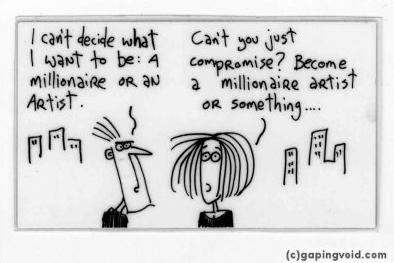 I can't decide what
I want to be: A
millionaire or an
Artist.
Can't you just
compromise? Become
a millionaire artist
or something....
(c)gapingvoid.com